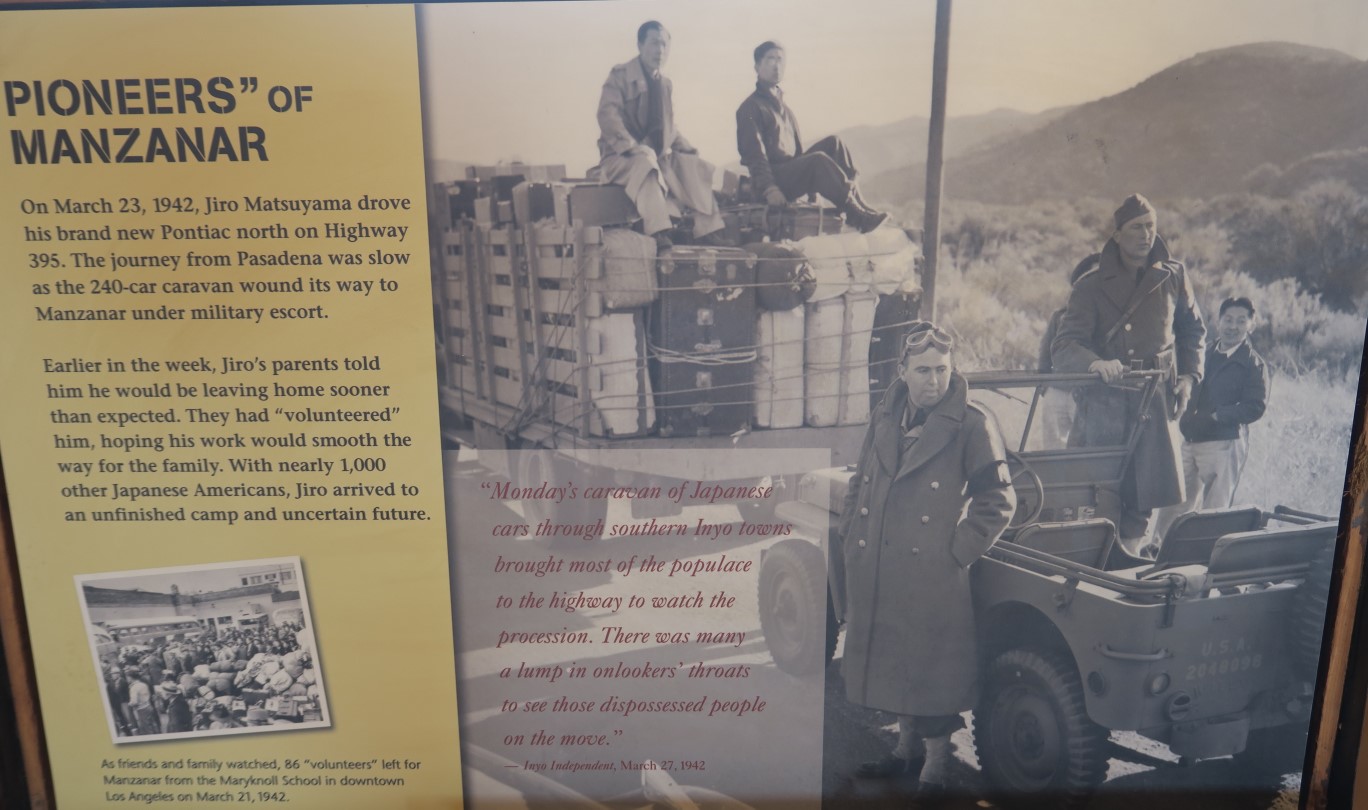 PIONEERS” OF
MANZANAR
On March 23, 1942, Jiro Matsuyama drove
his brand new Pontiac north on Highway
395. The journey from Pasadena was slow
as the 240-car caravan wound its way to
Manzanar under military escort.
Earlier in the week, Jiro’s parents told
him he would be leaving home sooner
than expected. They had “volunteered”
him, hoping his work would smooth the
way for the family. With nearly 1,000
other Japanese Americans, Jiro arrived to
an unfinished camp and uncertain future.
As friends and family watched, 86 “volunteers” left for
Manzanar from the Maryknoll School in downtown
Los Angeles on March 21, 1942.
“Monday’s caravan of Japanese
cars through southern Inyo towns
brought most of the populace
to the highway to watch the
procession. There was many
a lump in onlookers’ throats
to see those dispossessed people
on the move.”
— Inyo Independent, March 27, 1942
U.S.A.